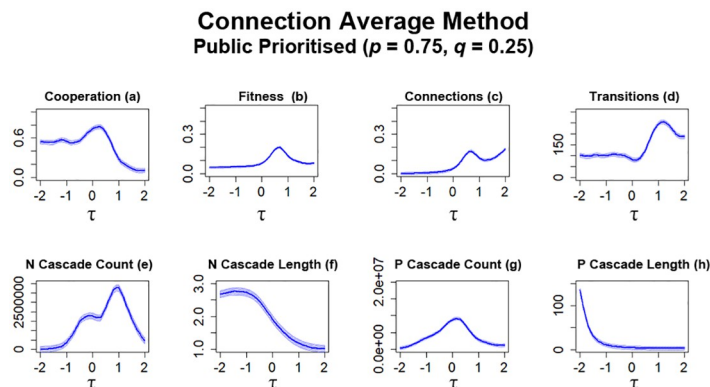 Connection Average Method
Public Prioritised (p = 0.75, q = 0.25)
Cooperation (a)
0.0 0.6
-2 -1 0 1 2
τ
Fitness (b)
0.0 0.3
-2 -1 0 1 2
τ
Connections (c)
0.0 0.3
-2 -1 0 1 2
τ
Transitions (d)
0 150
-2 -1 0 1 2
τ
N Cascade Count (e)
0 2500000
-2 -1 0 1 2
τ
N Cascade Length (f)
1.0 2.0 3.0
-2 -1 0 1 2
τ
P Cascade Count (g)
0.0e+00 2.0e+07
-2 -1 0 1 2
τ
P Cascade Length (h)
0 100
-2 -1 0 1 2
τ